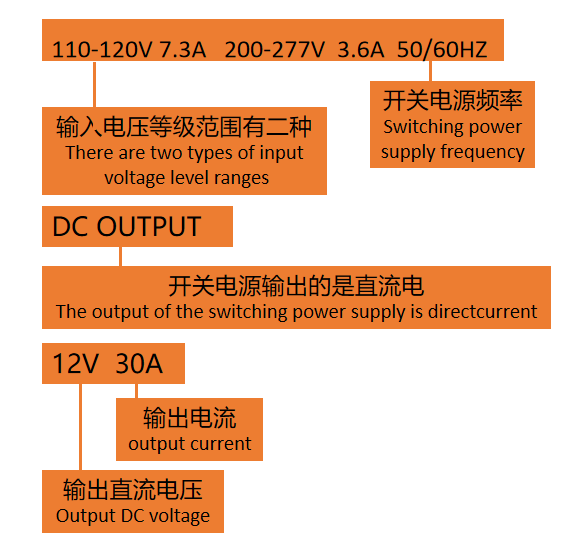 110-120V 7.3A 200-277V 3.6A 50/60HZ
开关电源频率
Switching power
supply frequency
输入电压等级范围有二种
There are two types of input
voltage level ranges
DC OUTPUT
开关电源输出的是直流电
The output of the switching power supply is directcurrent
12V 30A
输出电流
output current
输出直流电压
Output DC voltage